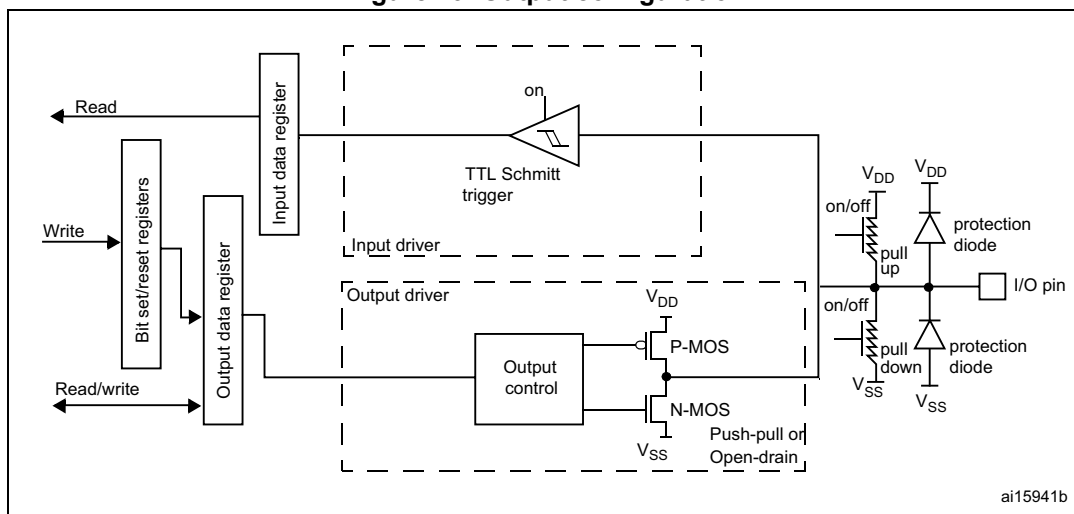 on
Read
Input data register
TTL Schmitt
trigger
Input driver
Write
Bit set/reset registers
Output data register
Read/write
Output driver
VDD
P-MOS
Output
control
N-MOS
VSS
Push-pull or
Open-drain
VDD
VDD
on/off
pull
up
protection
diode
I/O pin
on/off
pull
down
VSS
protection
diode
VSS
ai15941b